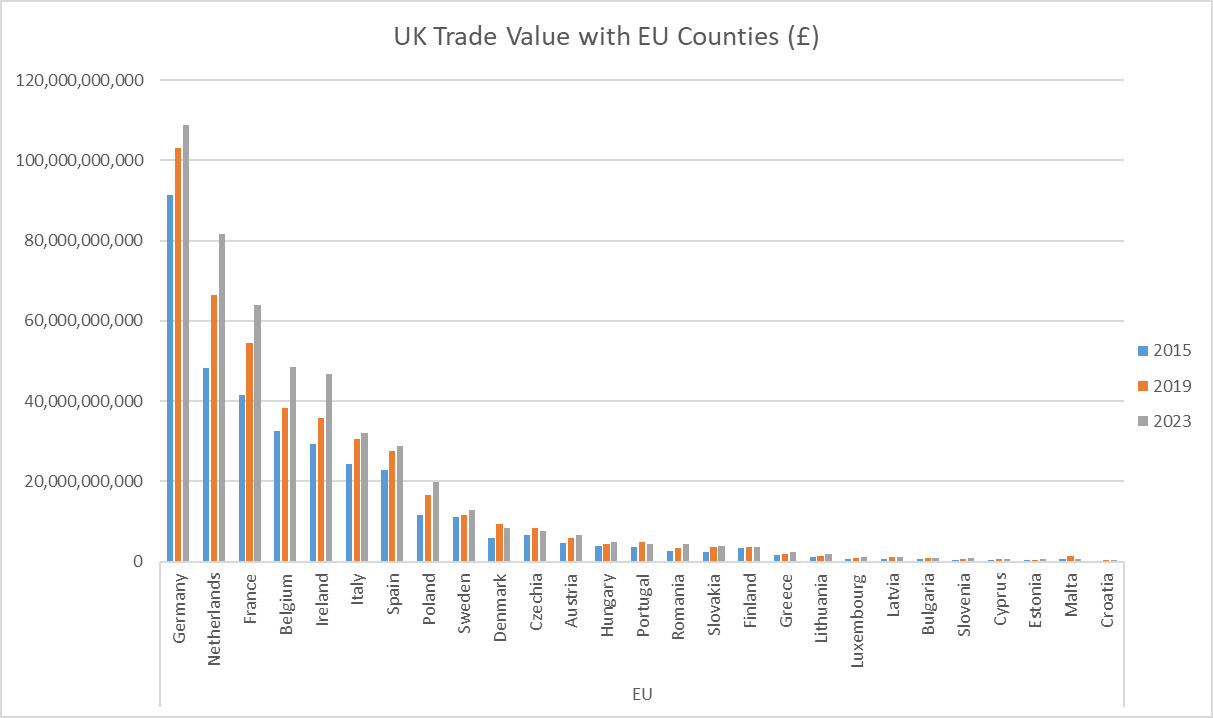 UK Trade Value with EU Counties (£)
120,000,000,000
100,000,000,000
80,000,000,000
60,000,000,000
40,000,000,000
20,000,000,000
0
2015
2019
2023
Germany
Netherlands
France
Belgium
Ireland
Italy
Spain
Poland
Sweden
Denmark
Czechia
Austria
Hungary
Portugal
Romania
Slovakia
Finland
Greece
Lithuania
Luxembourg
Latvia
Bulgaria
Slovenia
Cyprus
Estonia
Malta
Croatia
EU